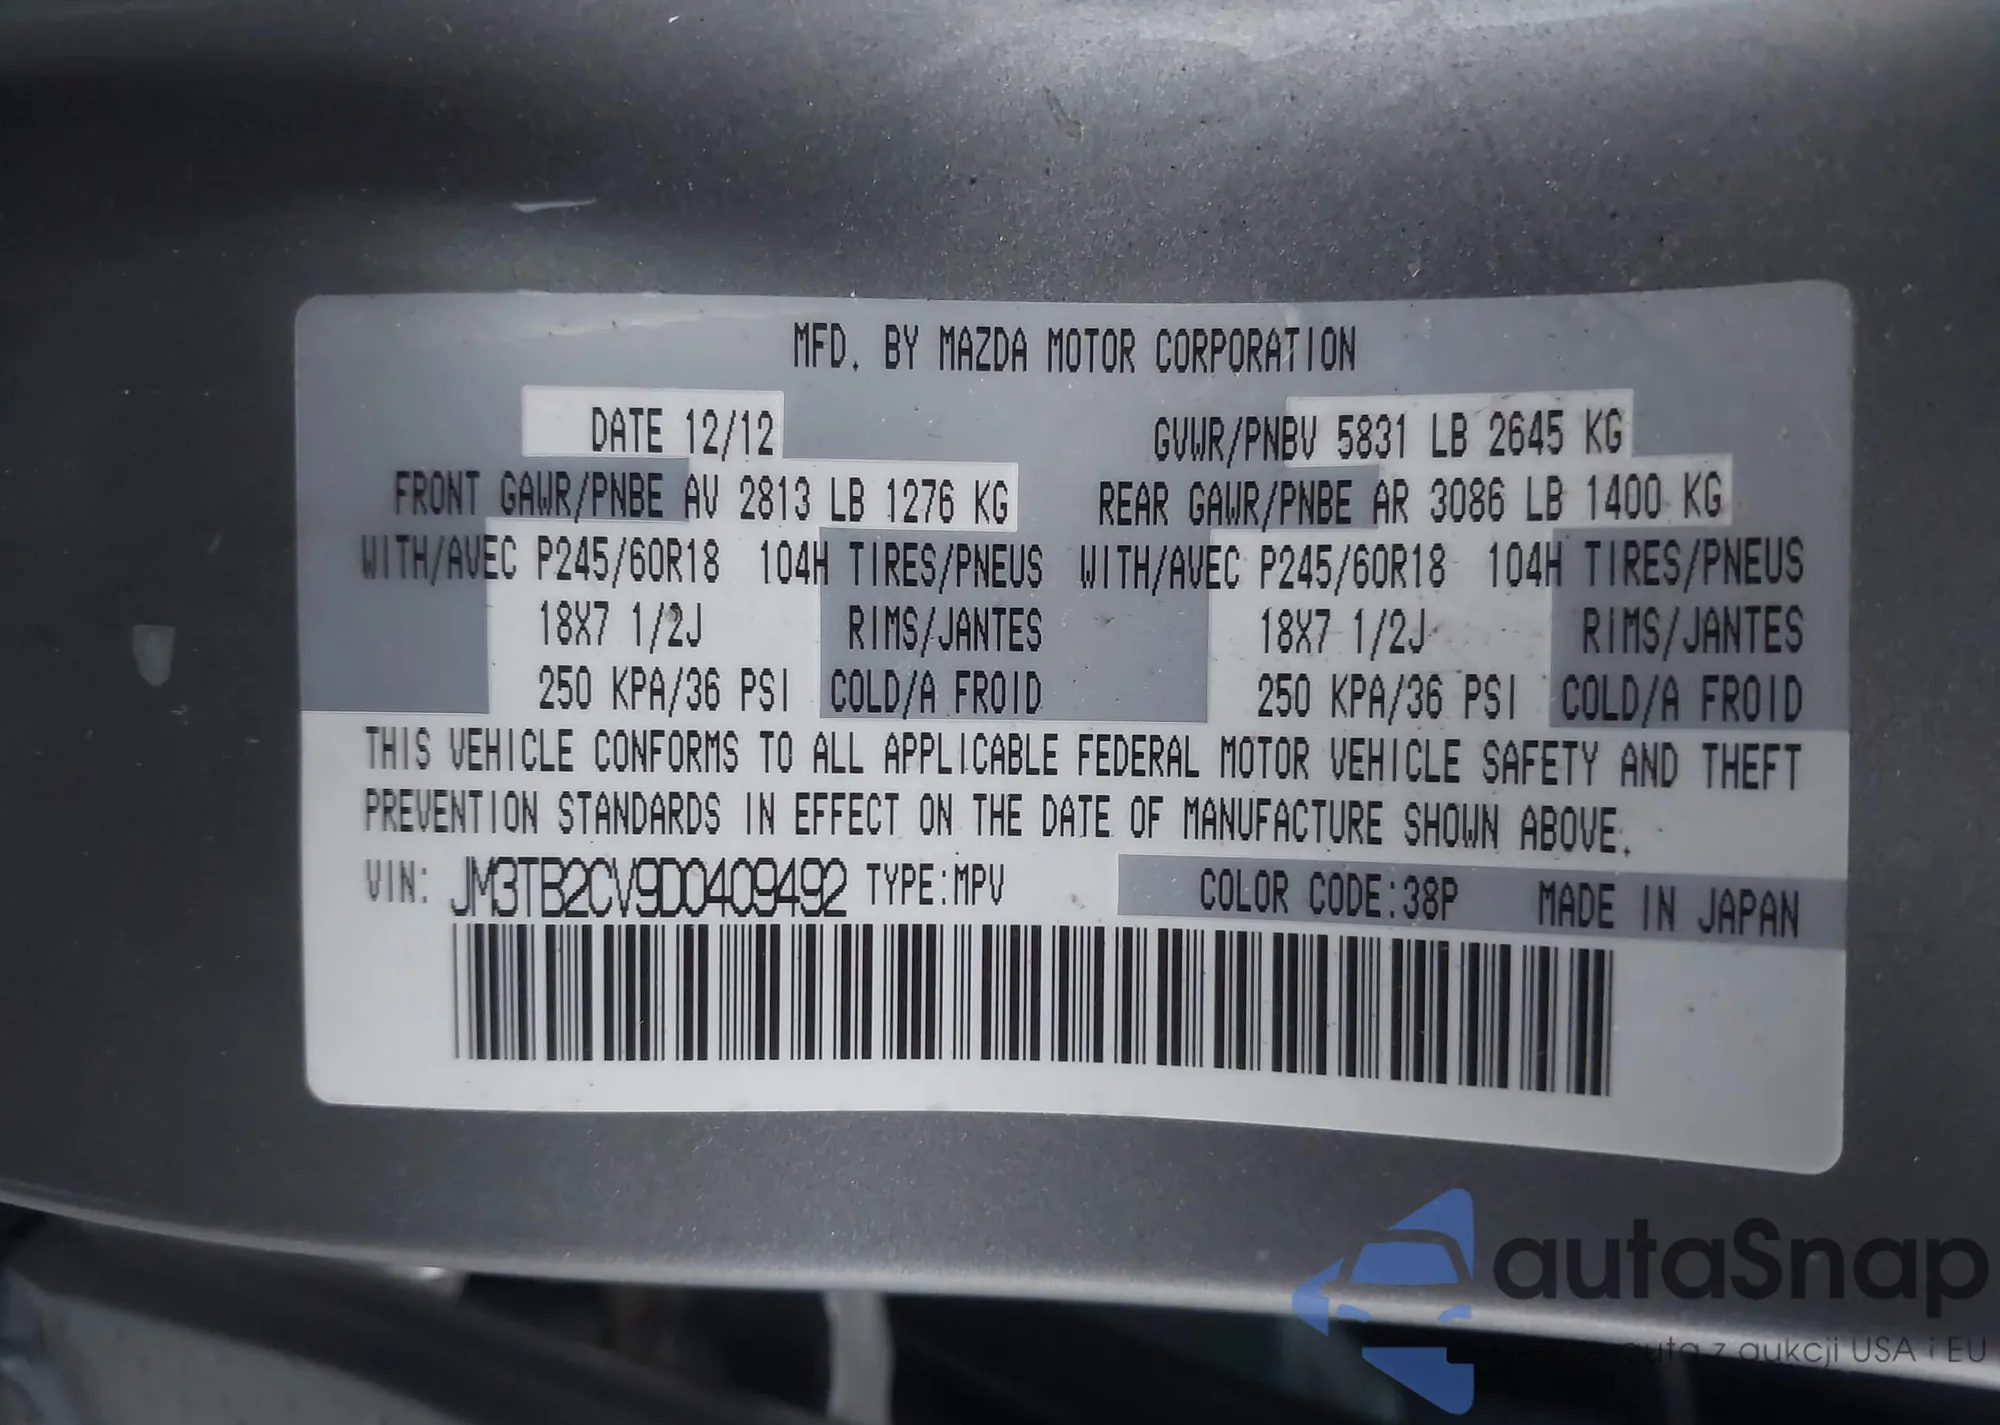 MFD. BY MAZDA MOTOR CORPORATION
DATE 12/12 GVWR/PNBV 5831 LB 2645 KG
FRONT GAWR/PNBE AV 2813 LB 1276 KG REAR GAWR/PNBE AR 3086 LB 1400 KG
WITH/AVEC P245/60R18 104H TIRES/PNEUS WITH/AVEC P245/60R18 104H TIRES/PNEUS
18X7 1/2J RIMS/JANTES 18X7 1/2J RIMS/JANTES
250 KPA/36 PSI COLD/A FROID 250 KPA/36 PSI COLD/A FROID
THIS VEHICLE CONFORMS TO ALL APPLICABLE FEDERAL MOTOR VEHICLE SAFETY AND THEFT
PREVENTION STANDARDS IN EFFECT ON THE DATE OF MANUFACTURE SHOWN ABOVE.
VIN: JM3TB2CV9D0409492 TYPE:MPV COLOR CODE:38P MADE IN JAPAN
autaSnap
auta z aukcji USA i EU